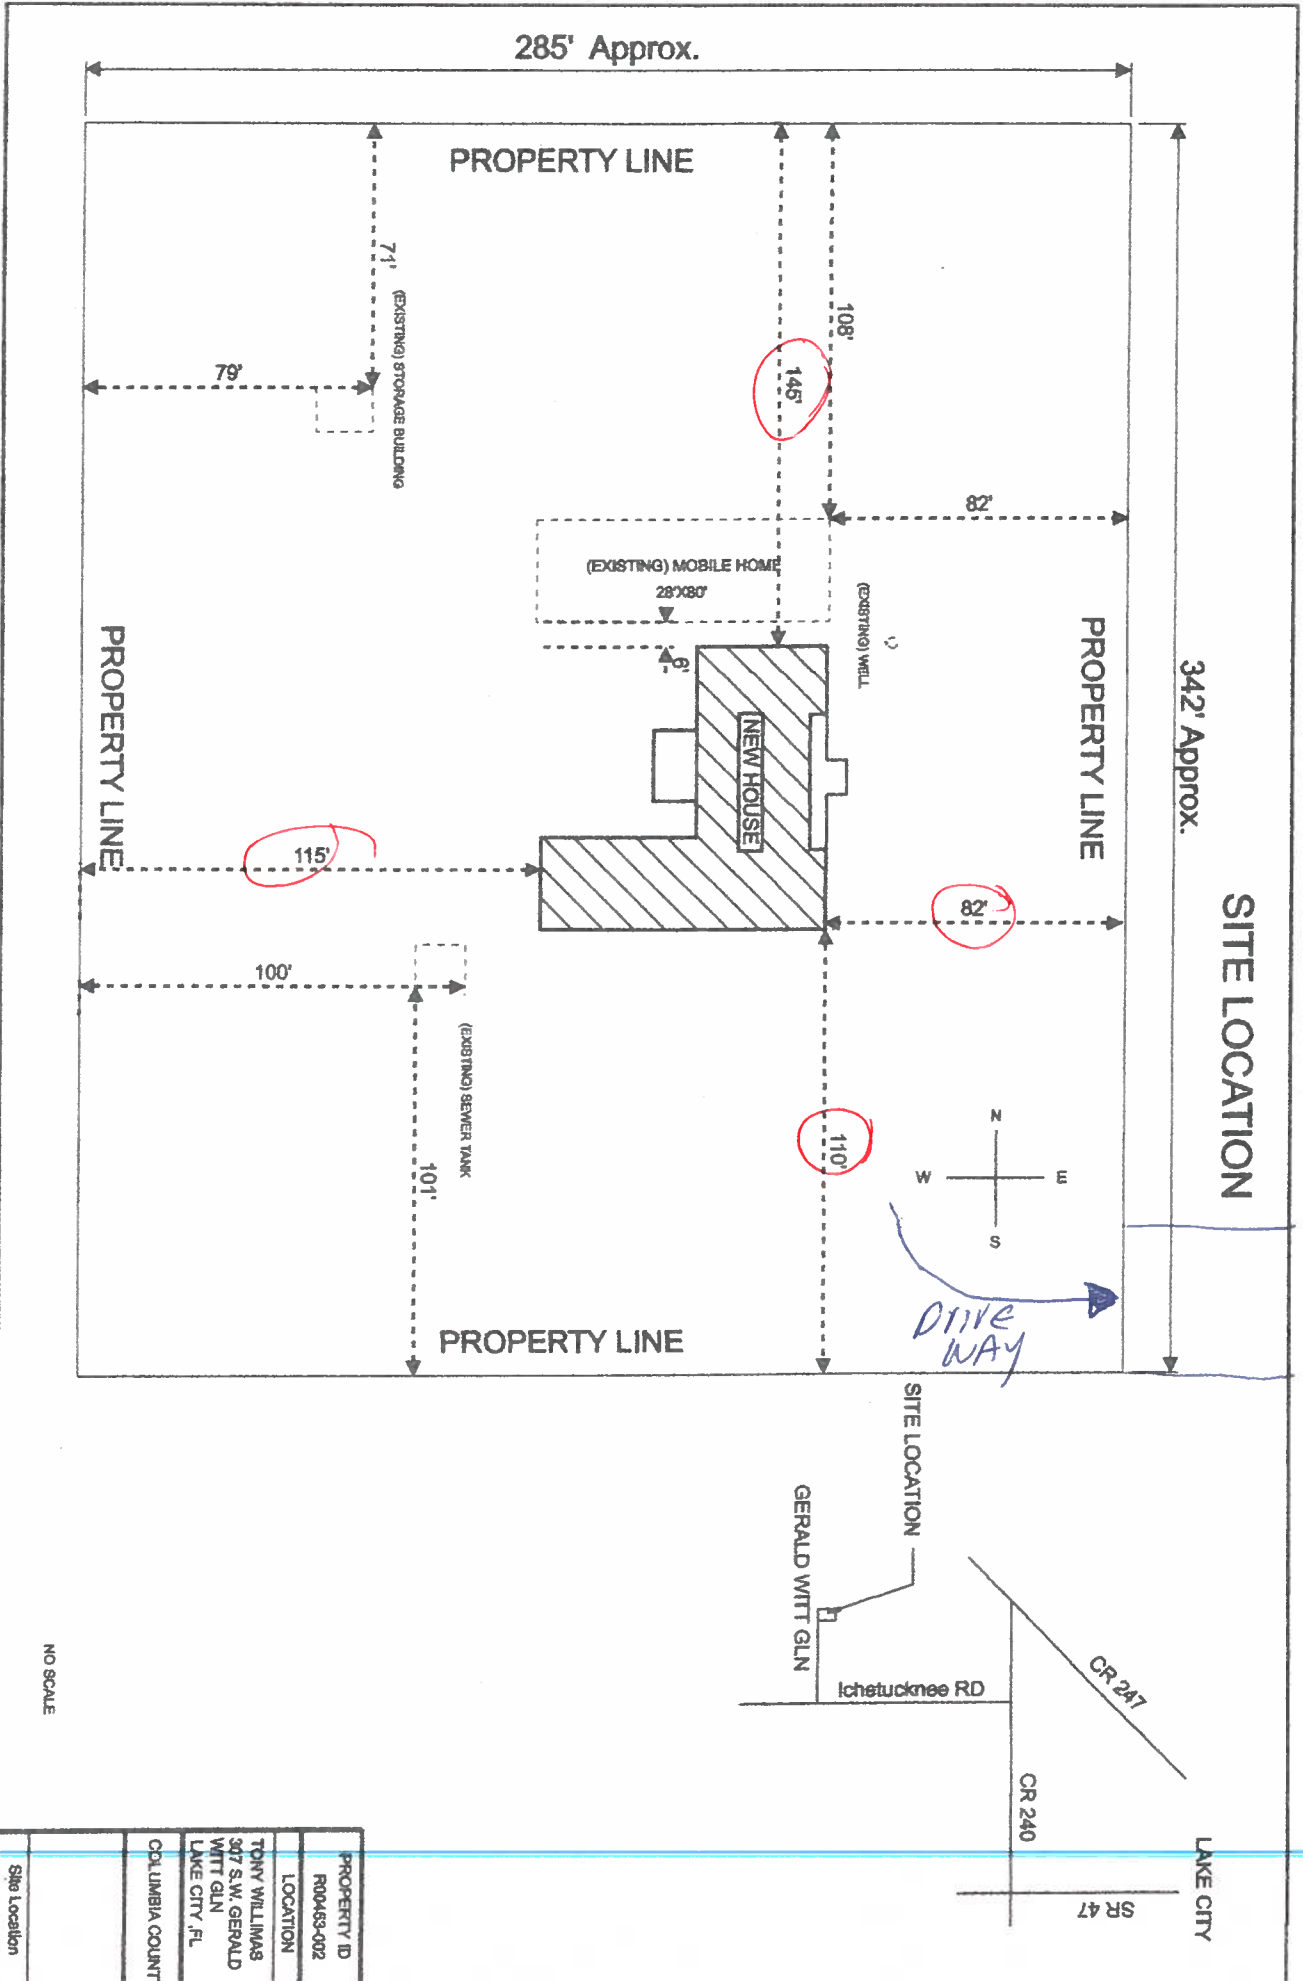 285' Approx.
PROPERTY LINE
342' Approx.
SITE LOCATION
PROPERTY LINE
71'
(EXISTING) STORAGE BUILDING
79'
108'
145'
82'
(EXISTING) MOBILE HOME
28'X80'
(EXISTING) WELL
6'
NEW HOUSE
PROPERTY LINE
115'
82'
100'
(EXISTING) SEWER TANK
101'
110'
N
W E
S
DRIVE
WAY
PROPERTY LINE
SITE LOCATION
GERALD WITT GLN
Ichetucknee RD
CR 247
CR 240
SR 47
LAKE CITY
NO SCALE
PROPERTY ID
R00463-002
LOCATION
TONY WILLIMAS
307 S.W. GERALD
WITT GLN
LAKE CITY ,FL
COLUMBIA COUNT
Site Location